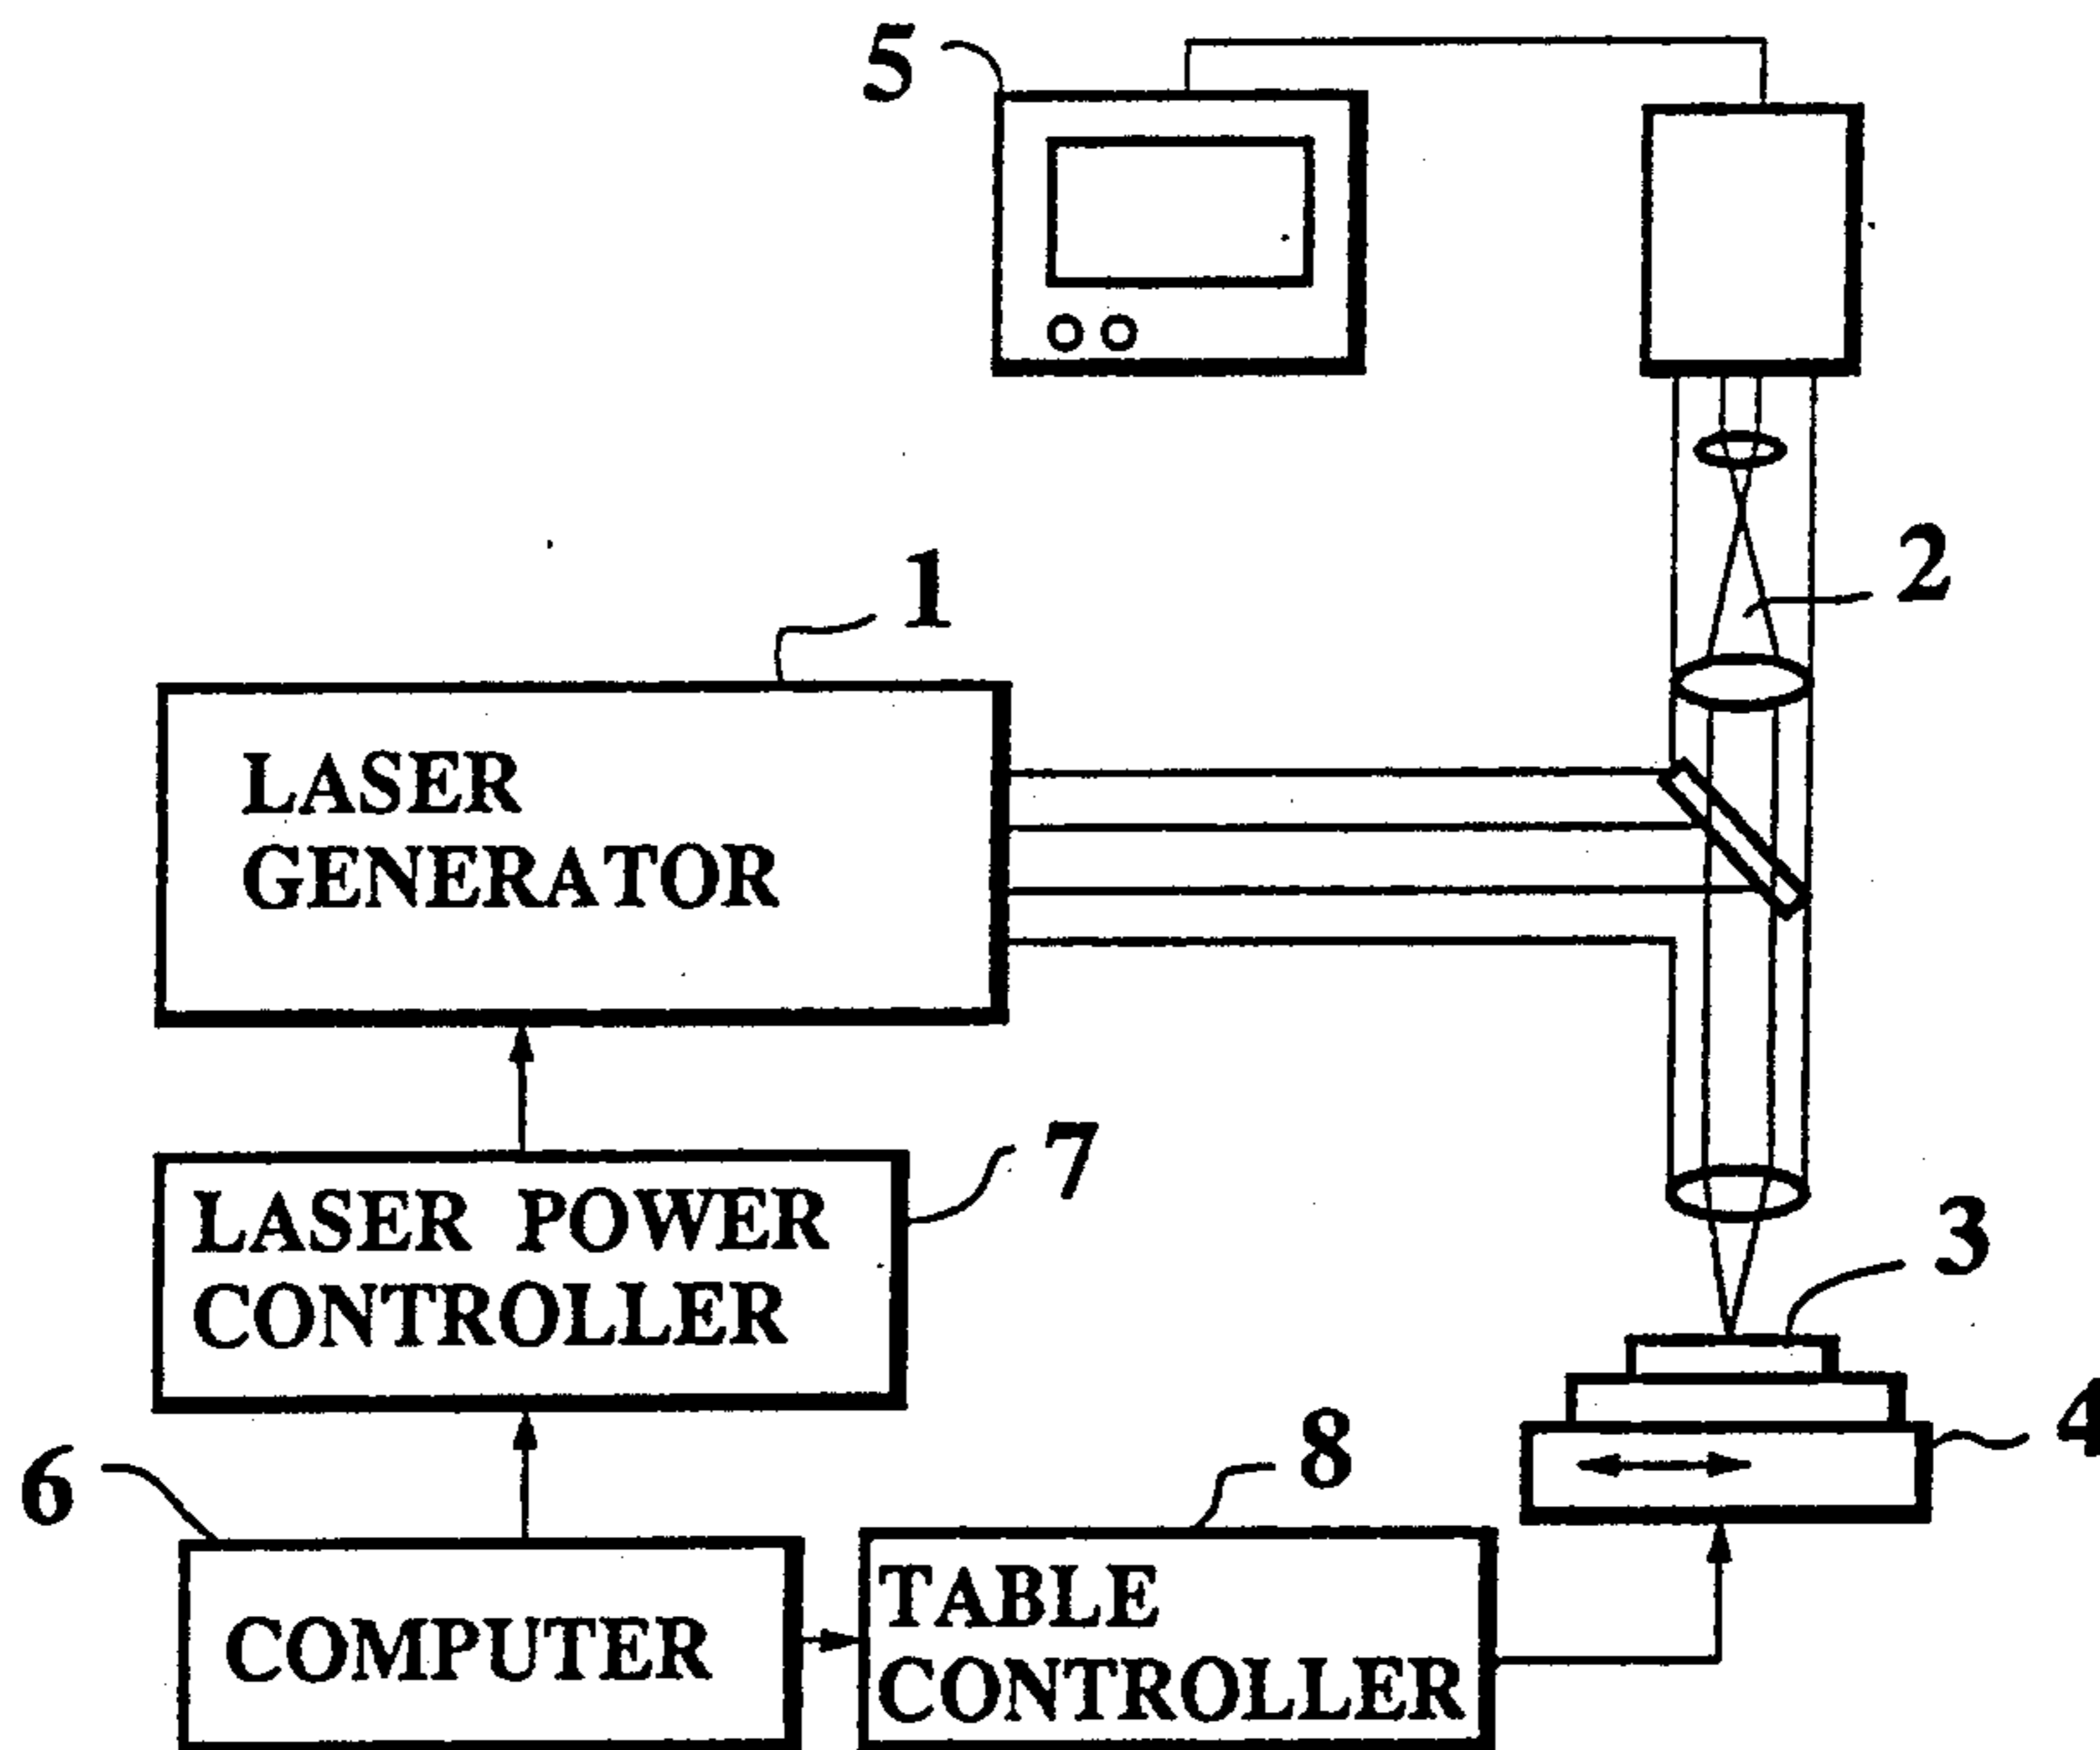 5
2
1
LASER
GENERATOR
7
LASER POWER
CONTROLLER
3
4
8
6
TABLE
COMPUTER
CONTROLLER